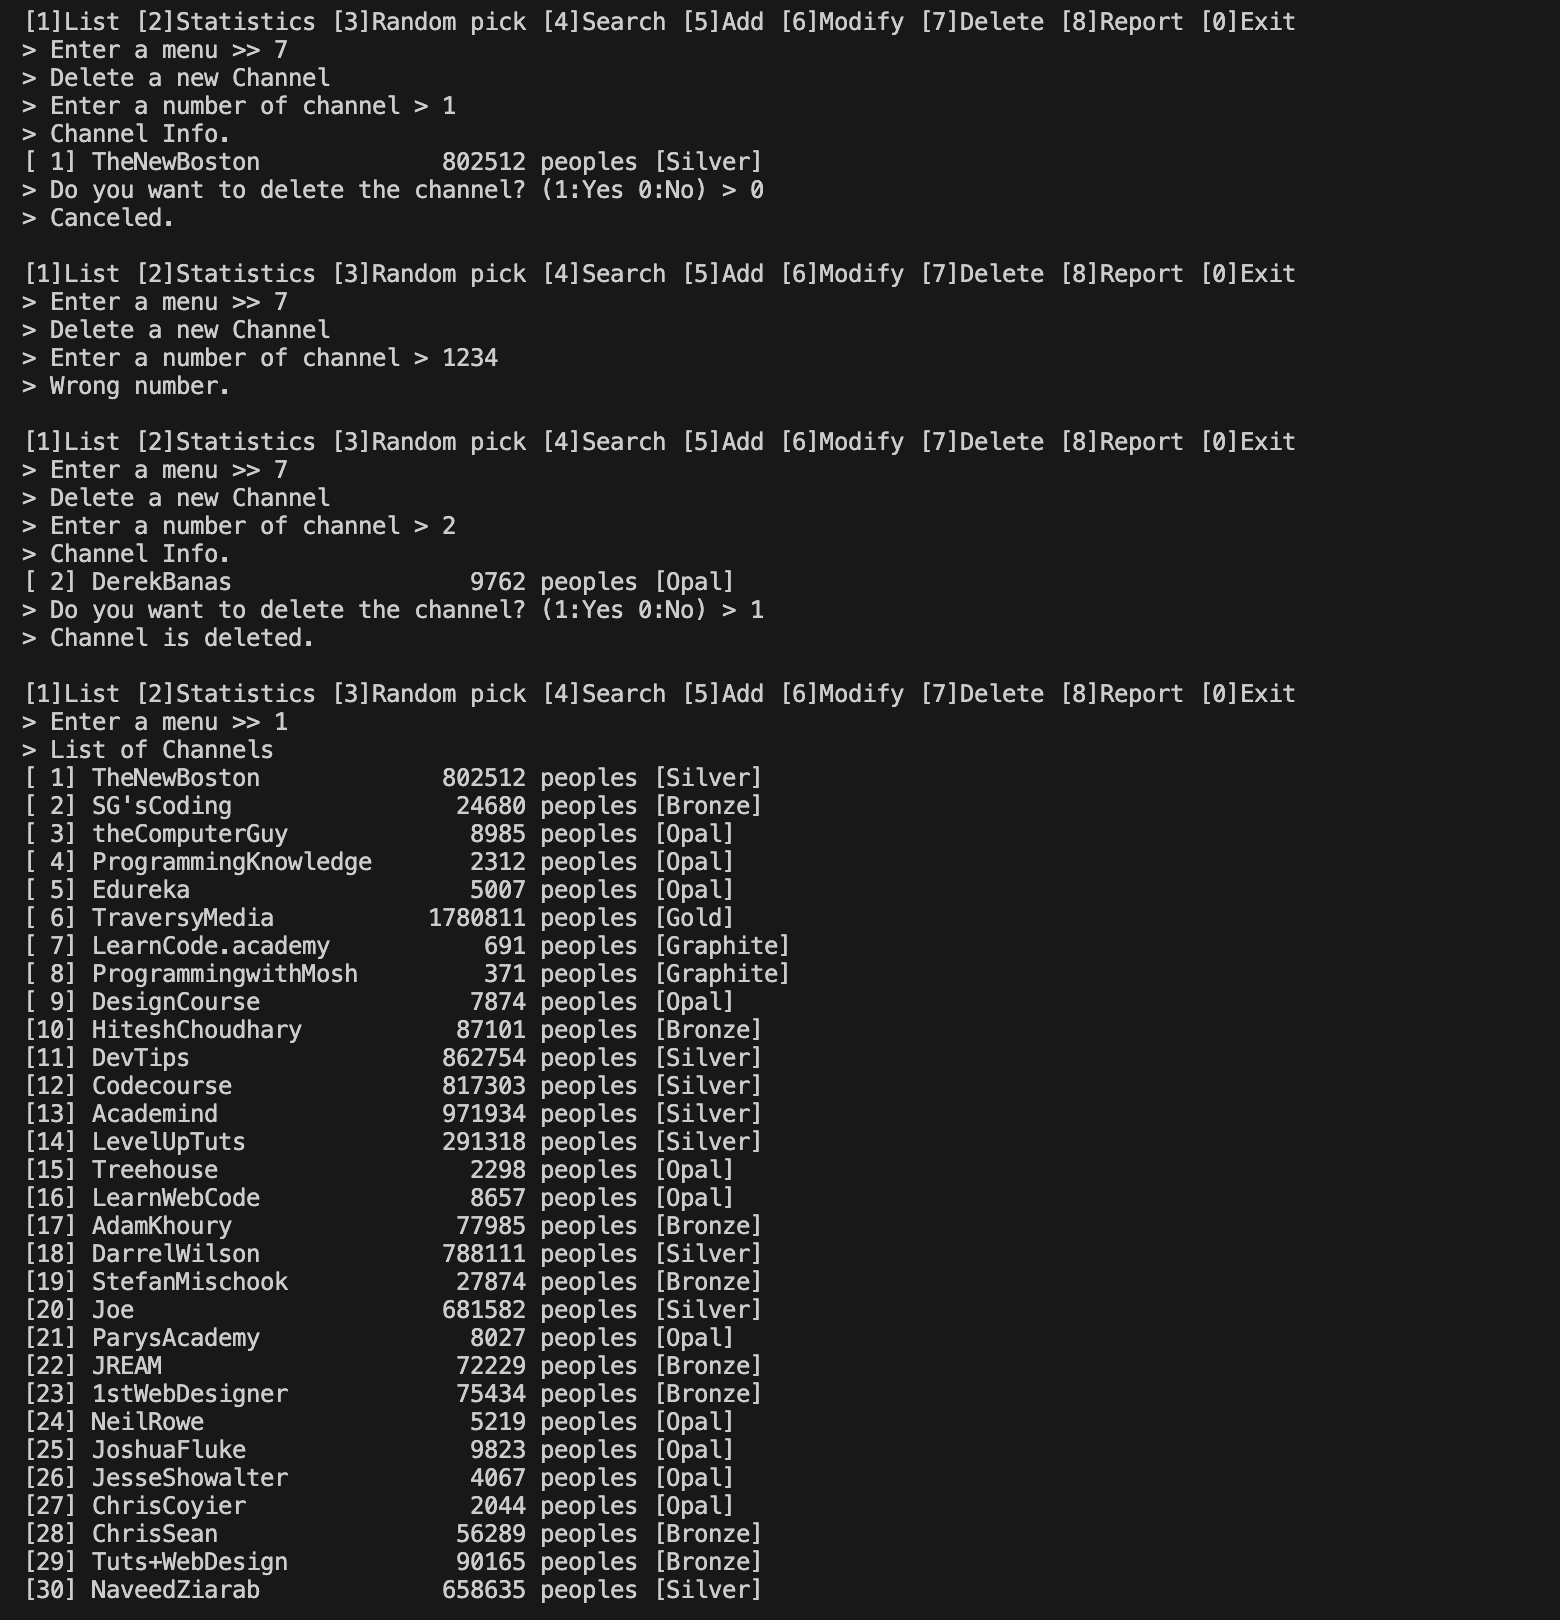 [1]List [2]Statistics [3]Random pick [4]Search [5]Add [6]Modify [7]Delete [8]Report [0]Exit
> Enter a menu >> 7
> Delete a new Channel
> Enter a number of channel > 1
> Channel Info.
[ 1] TheNewBoston             802512 peoples [Silver]
> Do you want to delete the channel? (1:Yes 0:No) > 0
> Canceled.

[1]List [2]Statistics [3]Random pick [4]Search [5]Add [6]Modify [7]Delete [8]Report [0]Exit
> Enter a menu >> 7
> Delete a new Channel
> Enter a number of channel > 1234
> Wrong number.

[1]List [2]Statistics [3]Random pick [4]Search [5]Add [6]Modify [7]Delete [8]Report [0]Exit
> Enter a menu >> 7
> Delete a new Channel
> Enter a number of channel > 2
> Channel Info.
[ 2] DerekBanas                 9762 peoples [Opal]
> Do you want to delete the channel? (1:Yes 0:No) > 1
> Channel is deleted.

[1]List [2]Statistics [3]Random pick [4]Search [5]Add [6]Modify [7]Delete [8]Report [0]Exit
> Enter a menu >> 1
> List of Channels
[ 1] TheNewBoston             802512 peoples [Silver]
[ 2] SG'sCoding                24680 peoples [Bronze]
[ 3] theComputerGuy             8985 peoples [Opal]
[ 4] ProgrammingKnowledge       2312 peoples [Opal]
[ 5] Edureka                    5007 peoples [Opal]
[ 6] TraversyMedia           1780811 peoples [Gold]
[ 7] LearnCode.academy           691 peoples [Graphite]
[ 8] ProgrammingwithMosh         371 peoples [Graphite]
[ 9] DesignCourse               7874 peoples [Opal]
[10] HiteshChoudhary           87101 peoples [Bronze]
[11] DevTips                  862754 peoples [Silver]
[12] Codecourse               817303 peoples [Silver]
[13] Academind                971934 peoples [Silver]
[14] LevelUpTuts              291318 peoples [Silver]
[15] Treehouse                  2298 peoples [Opal]
[16] LearnWebCode               8657 peoples [Opal]
[17] AdamKhoury                77985 peoples [Bronze]
[18] DarrelWilson             788111 peoples [Silver]
[19] StefanMischook            27874 peoples [Bronze]
[20] Joe                      681582 peoples [Silver]
[21] ParysAcademy               8027 peoples [Opal]
[22] JREAM                     72229 peoples [Bronze]
[23] 1stWebDesigner            75434 peoples [Bronze]
[24] NeilRowe                   5219 peoples [Opal]
[25] JoshuaFluke                9823 peoples [Opal]
[26] JesseShowalter             4067 peoples [Opal]
[27] ChrisCoyier                2044 peoples [Opal]
[28] ChrisSean                 56289 peoples [Bronze]
[29] Tuts+WebDesign            90165 peoples [Bronze]
[30] NaveedZiarab             658635 peoples [Silver]